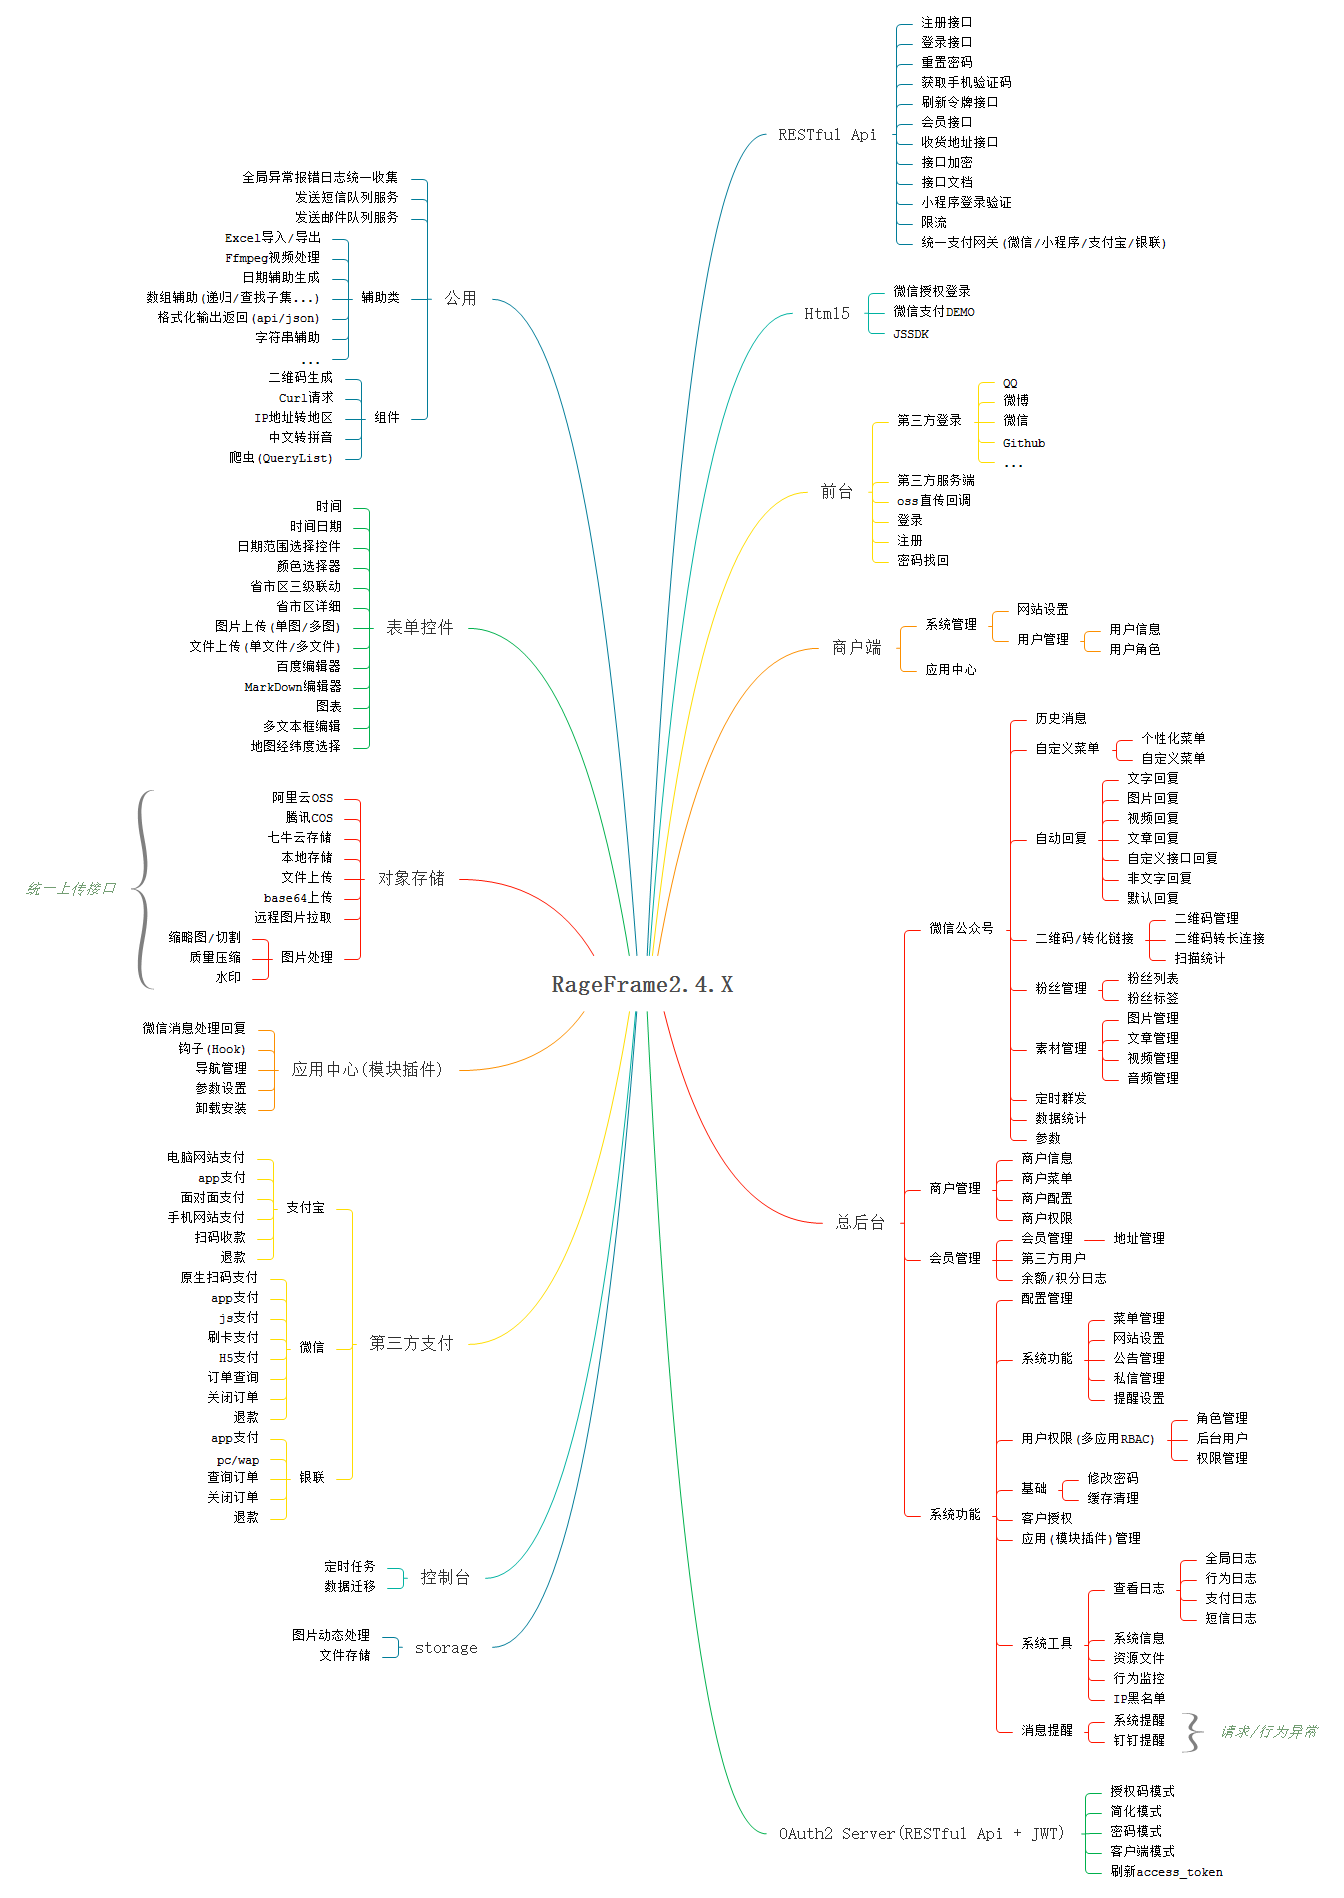 RageFrame2.4.X
RESTful Api
注册接口
登录接口
重置密码
获取手机验证码
刷新令牌接口
会员接口
收货地址接口
接口加密
接口文档
小程序登录验证
限流
统一支付网关(微信/小程序/支付宝/银联)
Html5
微信授权登录
微信支付DEMO
JSSDK
前台
第三方登录
QQ
微博
微信
Github
...
第三方服务端
oss直传回调
登录
注册
密码找回
商户端
系统管理
网站设置
用户管理
用户信息
用户角色
应用中心
总后台
微信公众号
历史消息
自定义菜单
个性化菜单
自定义菜单
自动回复
文字回复
图片回复
视频回复
文章回复
自定义接口回复
非文字回复
默认回复
二维码/转化链接
二维码管理
二维码转长连接
扫描统计
粉丝管理
粉丝列表
粉丝标签
素材管理
图片管理
文章管理
视频管理
音频管理
定时群发
数据统计
参数
商户管理
商户信息
商户菜单
商户配置
商户权限
会员管理
会员管理
地址管理
第三方用户
余额/积分日志
系统功能
配置管理
系统功能
菜单管理
网站设置
公告管理
私信管理
提醒设置
用户权限(多应用RBAC)
角色管理
后台用户
权限管理
基础
修改密码
缓存清理
客户授权
应用(模块插件)管理
系统工具
查看日志
全局日志
行为日志
支付日志
短信日志
系统信息
资源文件
行为监控
IP黑名单
消息提醒
系统提醒
钉钉提醒
请求/行为异常
OAuth2 Server(RESTful Api + JWT)
授权码模式
简化模式
密码模式
客户端模式
刷新access_token
公用
全局异常报错日志统一收集
发送短信队列服务
发送邮件队列服务
辅助类
Excel导入/导出
Ffmpeg视频处理
日期辅助生成
数组辅助(递归/查找子集...)
格式化输出返回(api/json)
字符串辅助
...
组件
二维码生成
Curl请求
IP地址转地区
中文转拼音
爬虫(QueryList)
表单控件
时间
时间日期
日期范围选择控件
颜色选择器
省市区三级联动
省市区详细
图片上传(单图/多图)
文件上传(单文件/多文件)
百度编辑器
MarkDown编辑器
图表
多文本框编辑
地图经纬度选择
对象存储
阿里云OSS
腾讯COS
七牛云存储
本地存储
文件上传
base64上传
远程图片拉取
图片处理
缩略图/切割
质量压缩
水印
统一上传接口
应用中心(模块插件)
微信消息处理回复
钩子(Hook)
导航管理
参数设置
卸载安装
第三方支付
支付宝
电脑网站支付
app支付
面对面支付
手机网站支付
扫码收款
退款
微信
原生扫码支付
app支付
js支付
刷卡支付
H5支付
订单查询
关闭订单
退款
银联
app支付
pc/wap
查询订单
关闭订单
退款
控制台
定时任务
数据迁移
storage
图片动态处理
文件存储